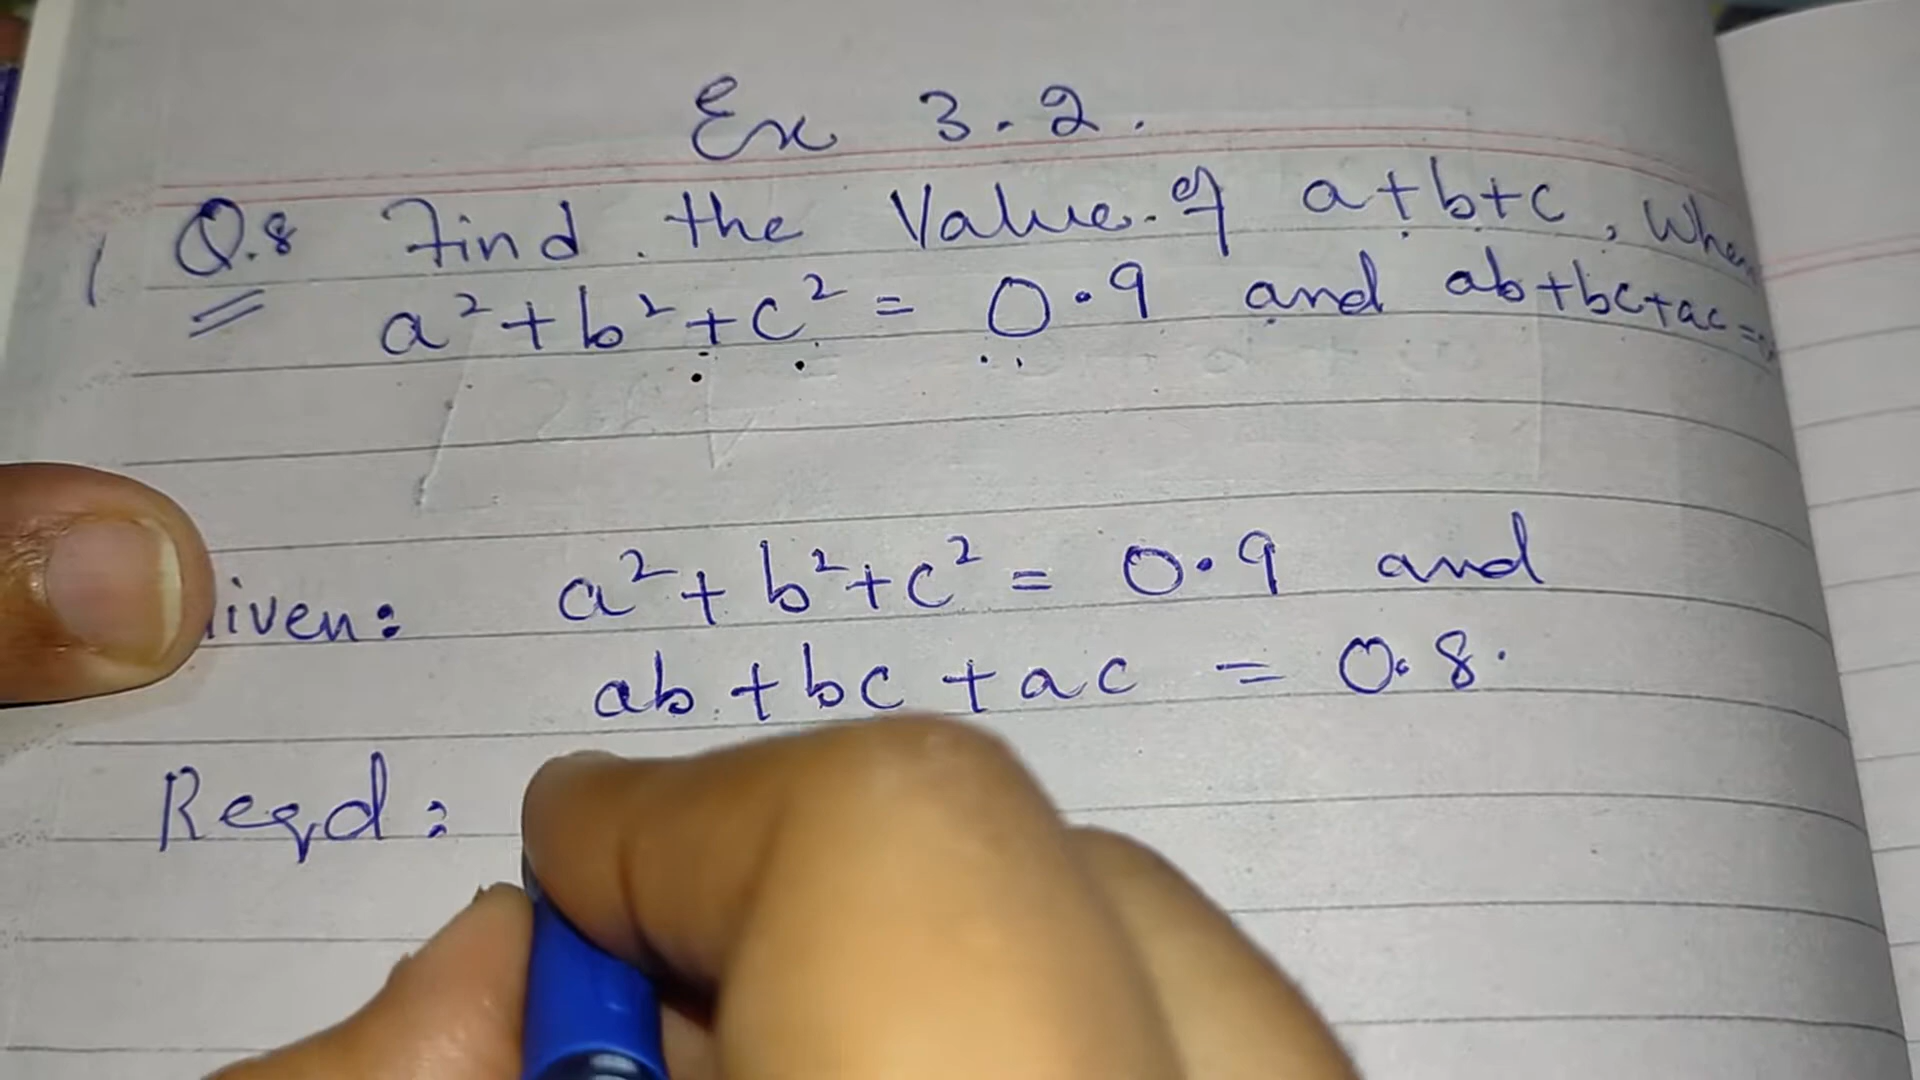 Ex 3.2.
Q.8 Find the Value of a+b+c, When
a²+b²+c² = 0.9 and ab+bc+ac =
iven: a²+b²+c² = 0.9 and
ab+bc+ac = 0.8.
Reqd: